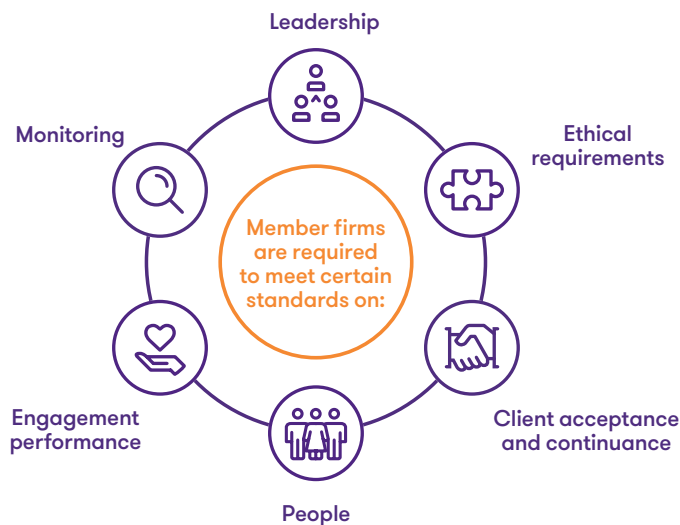 Leadership
Ethical
requirements
Client acceptance
and continuance
People
Engagement
performance
Monitoring
Member firms
are required
to meet certain
standards on: